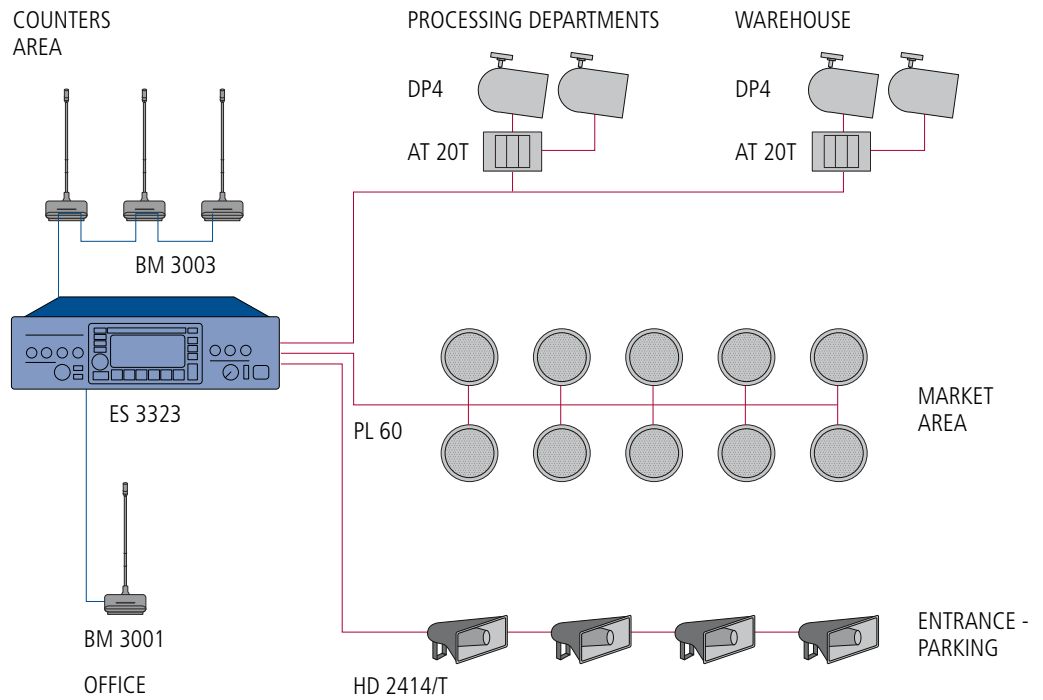 COUNTERS
AREA
PROCESSING DEPARTMENTS
WAREHOUSE
DP4
DP4
AT 20T
AT 20T
BM 3003
ES 3323
PL 60
MARKET
AREA
BM 3001
OFFICE
HD 2414/T
ENTRANCE -
PARKING